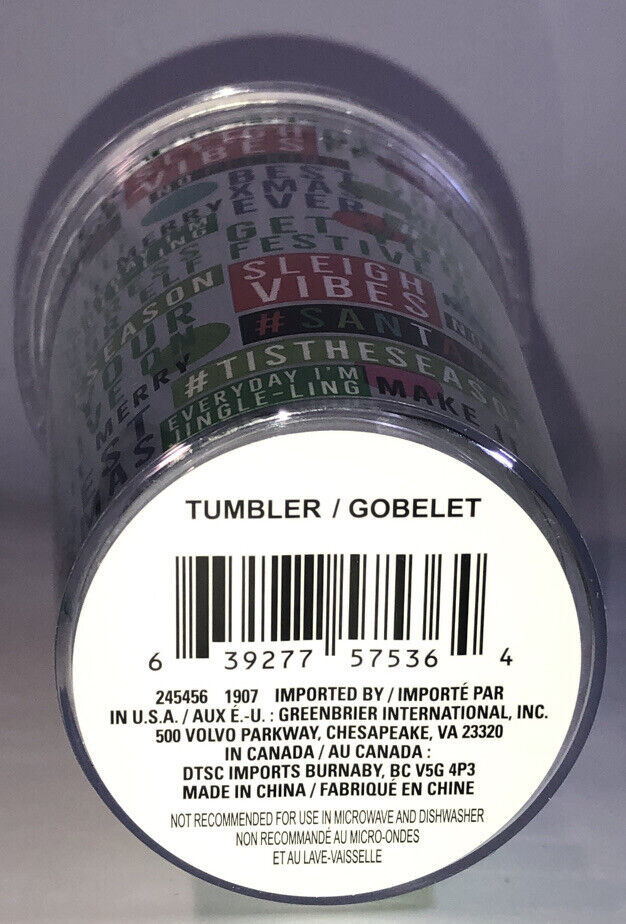 VIBES
BEST
XMAS
EVER
MERRY
GET
FESTIVE
SLEIGH
VIBES
SEASON
#SANTA
#TISTHESEASO
MERRY
EVERYDAY I'M
JINGLE-LING
MAKE
TUMBLER / GOBELET
6 39277 57536 4
245456 1907 IMPORTED BY / IMPORTÉ PAR
IN U.S.A. / AUX É.-U. : GREENBRIER INTERNATIONAL, INC.
500 VOLVO PARKWAY, CHESAPEAKE, VA 23320
IN CANADA / AU CANADA :
DTSC IMPORTS BURNABY, BC V5G 4P3
MADE IN CHINA / FABRIQUÉ EN CHINE
NOT RECOMMENDED FOR USE IN MICROWAVE AND DISHWASHER
NON RECOMMANDÉ AU MICRO-ONDES
ET AU LAVE-VAISSELLE